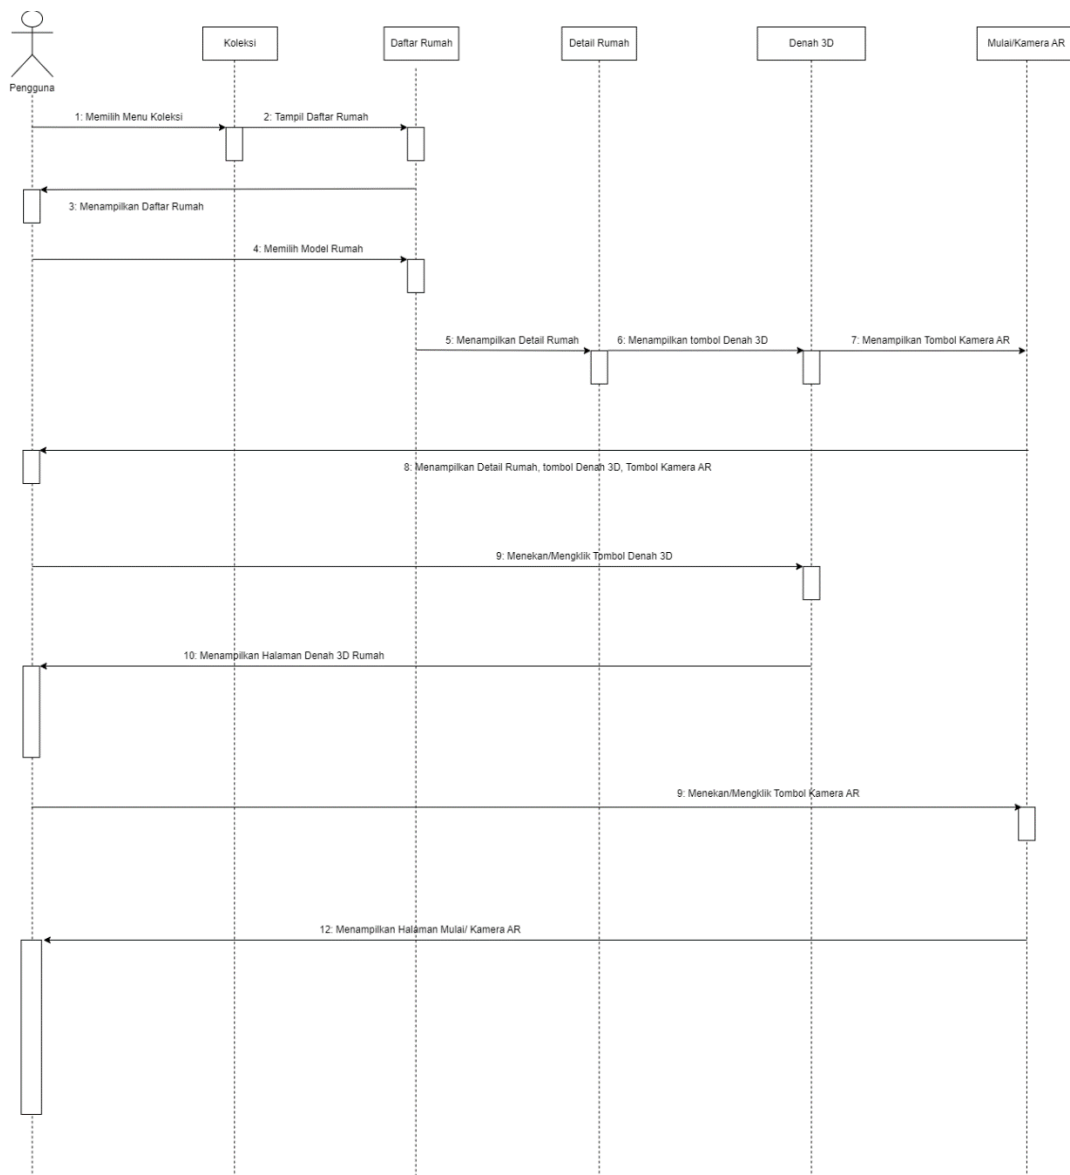 Pengguna
Koleksi
Daftar Rumah
Detail Rumah
Denah 3D
Mulai/Kamera AR
1: Memilih Menu Koleksi
2: Tampil Daftar Rumah
3: Menampilkan Daftar Rumah
4: Memilih Model Rumah
5: Menampilkan Detail Rumah
6: Menampilkan tombol Denah 3D
7: Menampilkan Tombol Kamera AR
8: Menampilkan Detail Rumah, tombol Denah 3D, Tombol Kamera AR
9: Menekan/Mengklik Tombol Denah 3D
10: Menampilkan Halaman Denah 3D Rumah
9: Menekan/Mengklik Tombol Kamera AR
12: Menampilkan Halaman Mulai/ Kamera AR